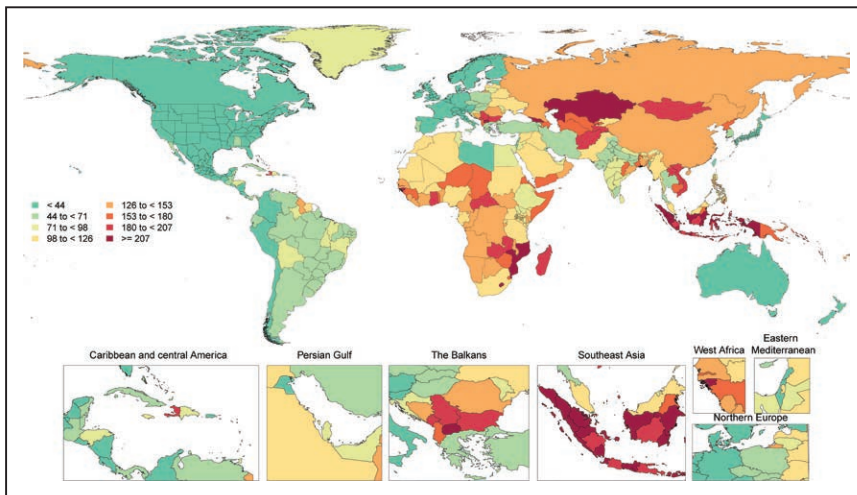 < 44
44 to < 71
71 to < 98
98 to < 126
126 to < 153
153 to < 180
180 to < 207
>= 207
Caribbean and central America
Persian Gulf
The Balkans
Southeast Asia
West Africa
Eastern
Mediterranean
Northern Europe